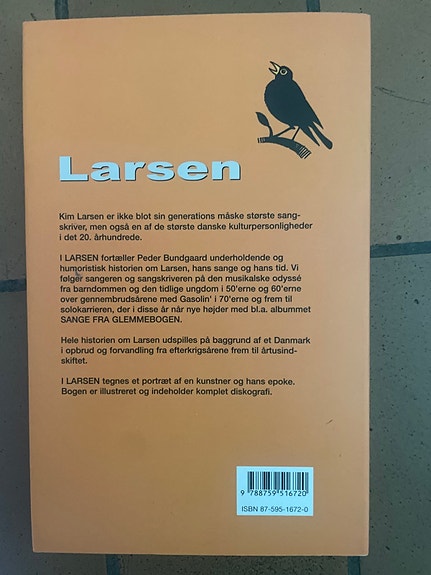 Larsen
Kim Larsen er ikke blot sin generations måske største sang-
skriver, men også en af de største danske kulturpersonligheder
i det 20. århundrede.
I LARSEN fortæller Peder Bundgaard underholdende og
humoristisk historien om Larsen, hans sange og hans tid. Vi
følger sangeren og sangskriveren på den musikalske odyssé
fra barndommen og den tidlige ungdom i 50'erne og 60'erne
over gennembrudsårene med Gasolin' i 70'erne og frem til
solokarrieren, der i disse år når nye højder med bl.a. albummet
SANGE FRA GLEMMEBOGEN.
Hele historien om Larsen udspilles på baggrund af et Danmark
i opbrud og forvandling fra efterkrigsårene frem til årtusind-
skiftet.
I LARSEN tegnes et portræt af en kunstner og hans epoke.
Bogen er illustreret og indeholder komplet diskografi.
9 788759 516720
ISBN 87-595-1672-0